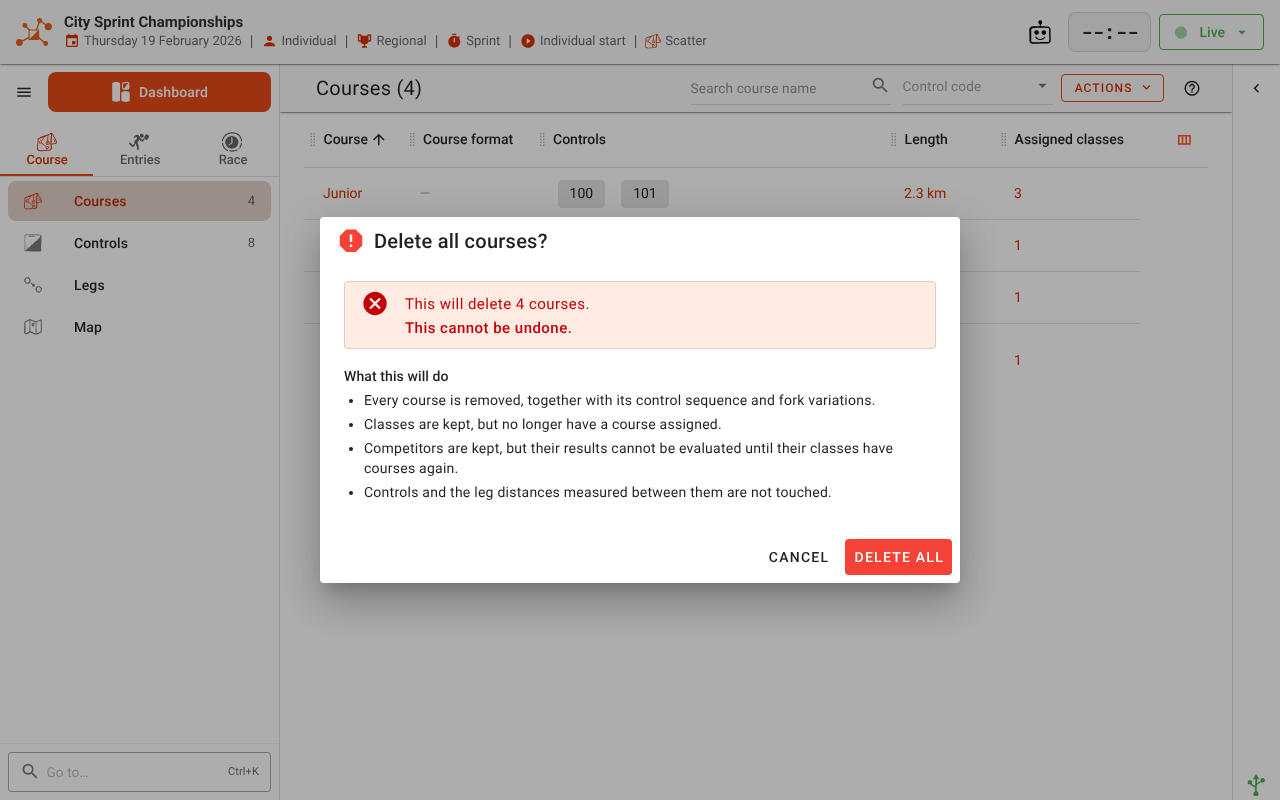 City Sprint Championships
Thursday 19 February 2026 | Individual | Regional | Sprint | Individual start | Scatter
--:--
Live
Dashboard
Courses (4)
Search course name
Control code
ACTIONS
Course
Entries
Race
Course
Course format
Controls
Length
Assigned classes
Courses 4
Controls 8
Legs
Map
Junior
—
100
101
2.3 km
3
1
1
1
Delete all courses?
This will delete 4 courses.
This cannot be undone.
What this will do
• Every course is removed, together with its control sequence and fork variations.
• Classes are kept, but no longer have a course assigned.
• Competitors are kept, but their results cannot be evaluated until their classes have
courses again.
• Controls and the leg distances measured between them are not touched.
CANCEL
DELETE ALL
Go to...
Ctrl+K